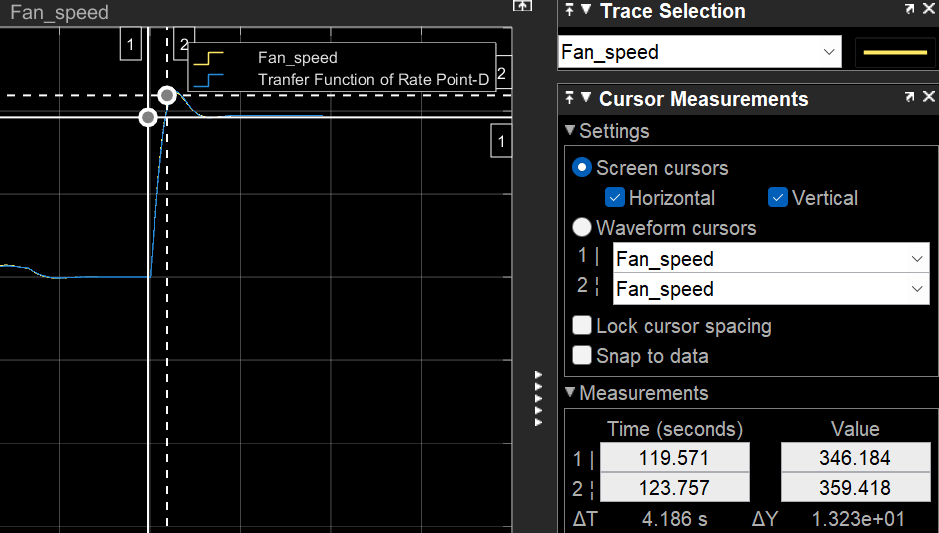 Fan_speed
1
2
Fan_speed
Tranfer Function of Rate Point-D
2
1
Trace Selection
Fan_speed
Cursor Measurements
Settings
Screen cursors
Horizontal
Vertical
Waveform cursors
1 | Fan_speed
2 ¦ Fan_speed
Lock cursor spacing
Snap to data
Measurements
Time (seconds) Value
1 | 119.571 346.184
2 ¦ 123.757 359.418
ΔT 4.186 s ΔY 1.323e+01